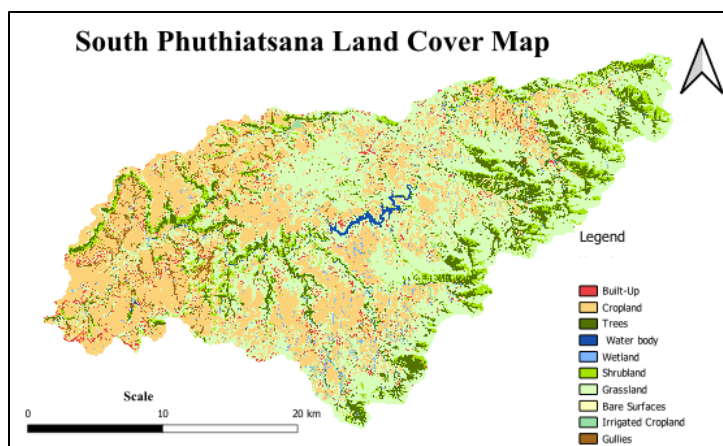 South Phuthiatsana Land Cover Map
Legend
Built-Up
Cropland
Trees
Water body
Wetland
Shrubland
Grassland
Bare Surfaces
Irrigated Cropland
Gullies
Scale
0 10 20 km